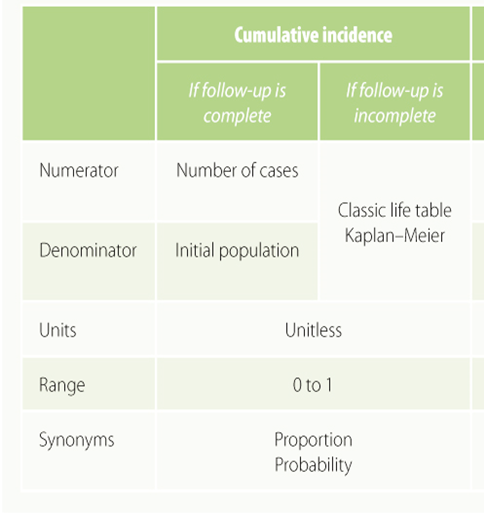 Cumulative incidence
If follow-up is
complete
If follow-up is
incomplete
Numerator
Number of cases
Classic life table
Kaplan–Meier
Denominator
Initial population
Units
Unitless
Range
0 to 1
Synonyms
Proportion
Probability